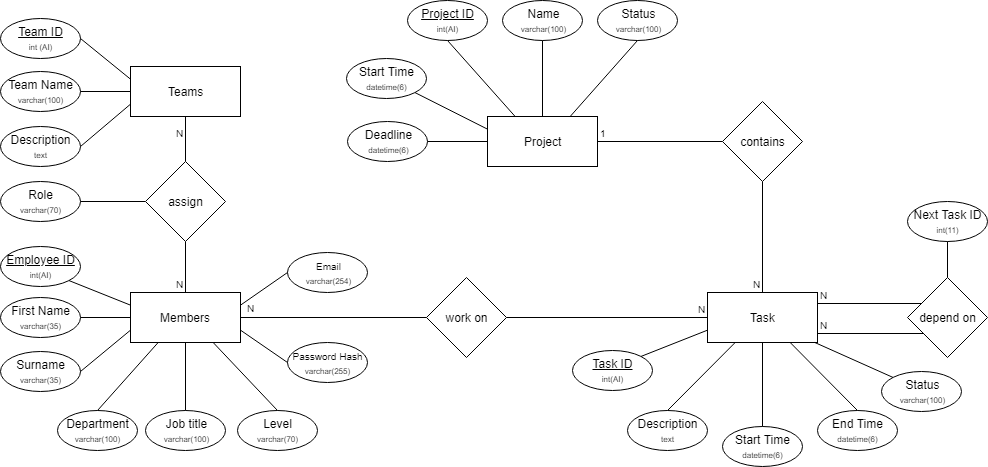 Project ID
int(AI)
Name
varchar(100)
Status
varchar(100)
Team ID
int (AI)
Start Time
datetime(6)
Team Name
varchar(100)
Teams
Deadline
datetime(6)
Project
1
contains
Description
text
N
Role
varchar(70)
assign
Next Task ID
int(11)
Employee ID
int(AI)
Email
varchar(254)
N
N
First Name
varchar(35)
Members
N
work on
N
Task
N
N
depend on
Surname
varchar(35)
Password Hash
varchar(255)
Task ID
int(AI)
Status
varchar(100)
Department
varchar(100)
Job title
varchar(100)
Level
varchar(70)
Description
text
Start Time
datetime(6)
End Time
datetime(6)